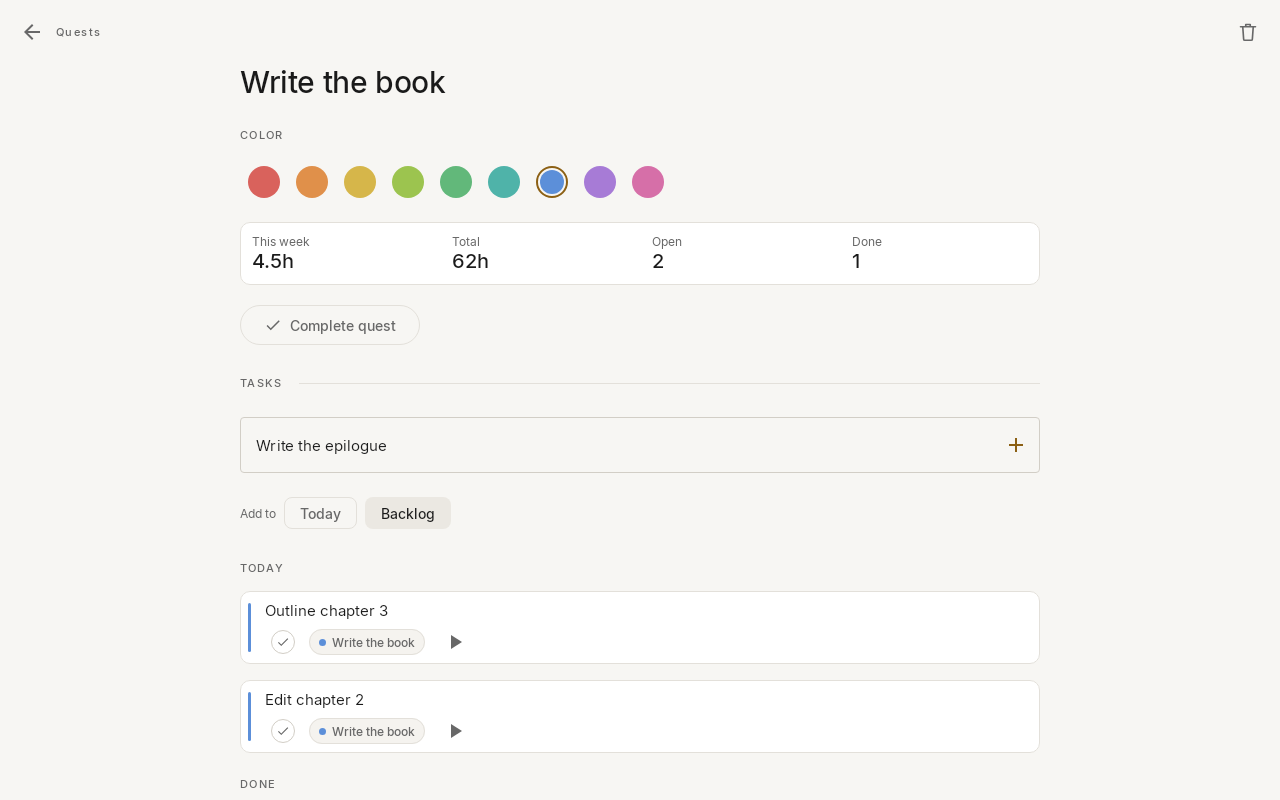 Quests
Write the book
COLOR
This week Total Open Done
4.5h 62h 2 1
Complete quest
TASKS
Write the epilogue
Add to Today Backlog
TODAY
Outline chapter 3
Write the book
Edit chapter 2
Write the book
DONE